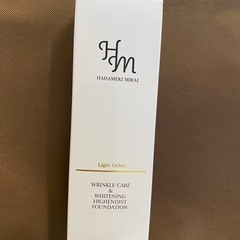 HM
HADAMEKI MIRAI
Light Ochre
WRINKLE CARE
&
WHITENING
HIGHENDIST
FOUNDATION